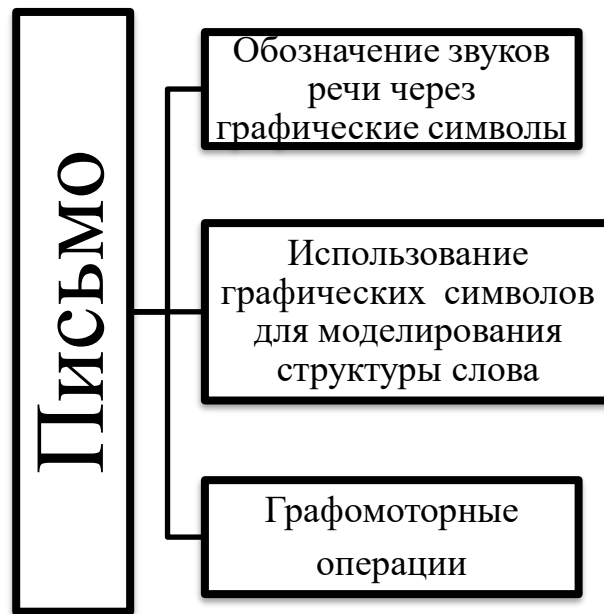 Письмо
Обозначение звуков
речи через
графические символы
Использование
графических символов
для моделирования
структуры слова
Графомоторные
операции